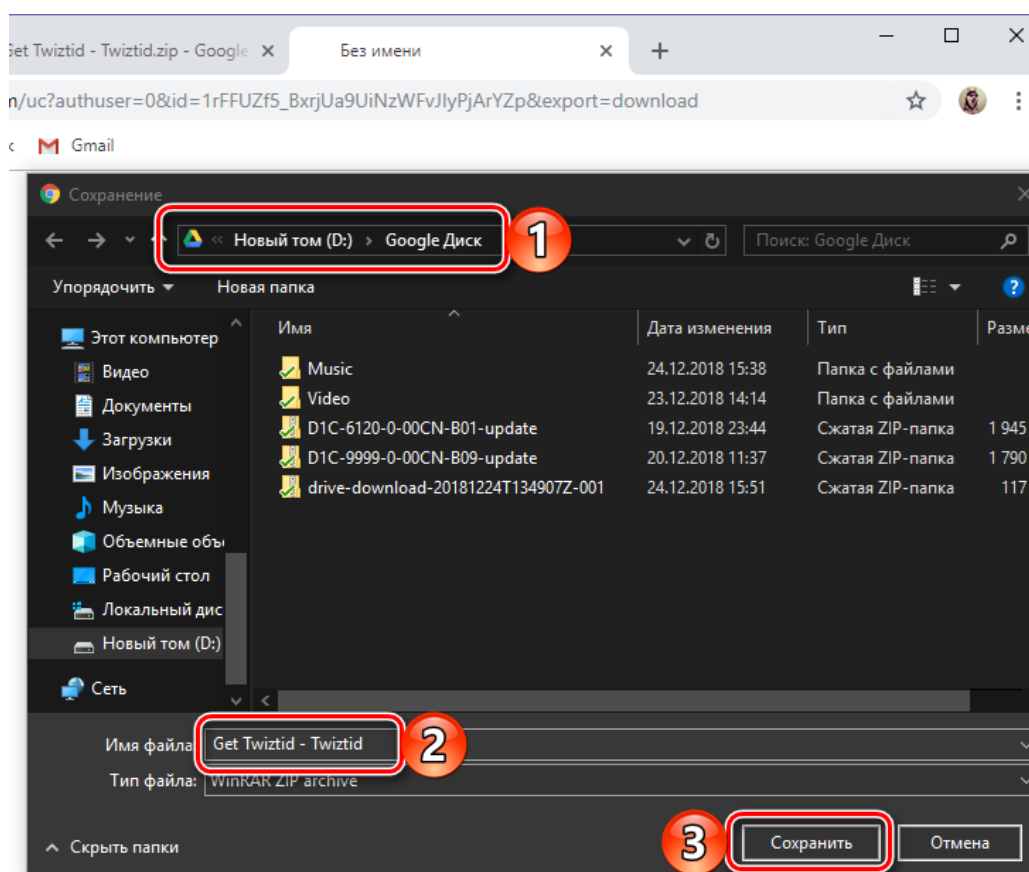 Get Twiztid - Twiztid.zip - Google
Без имени
/uc?authuser=0&id=1rFFUZf5_BxrjUa9UiNzWFvJIyPjArYZp&export=download
Gmail
Сохранение
« Новый том (D:) › Google Диск
1
Поиск: Google Диск
Упорядочить
Новая папка
Имя Дата изменения Тип Разме
Этот компьютер
Видео
Документы
Загрузки
Изображения
Музыка
Объемные объ
Рабочий стол
Локальный дис
Новый том (D:)
Сеть
Music 24.12.2018 15:38 Папка с файлами
Video 23.12.2018 14:14 Папка с файлами
D1C-6120-0-00CN-B01-update 19.12.2018 23:44 Сжатая ZIP-папка 1 945
D1C-9999-0-00CN-B09-update 20.12.2018 11:37 Сжатая ZIP-папка 1 790
drive-download-20181224T134907Z-001 24.12.2018 15:51 Сжатая ZIP-папка 117
Имя файла: Get Twiztid - Twiztid
2
Тип файла: WinRAR ZIP archive
Скрыть папки
3
Сохранить
Отмена